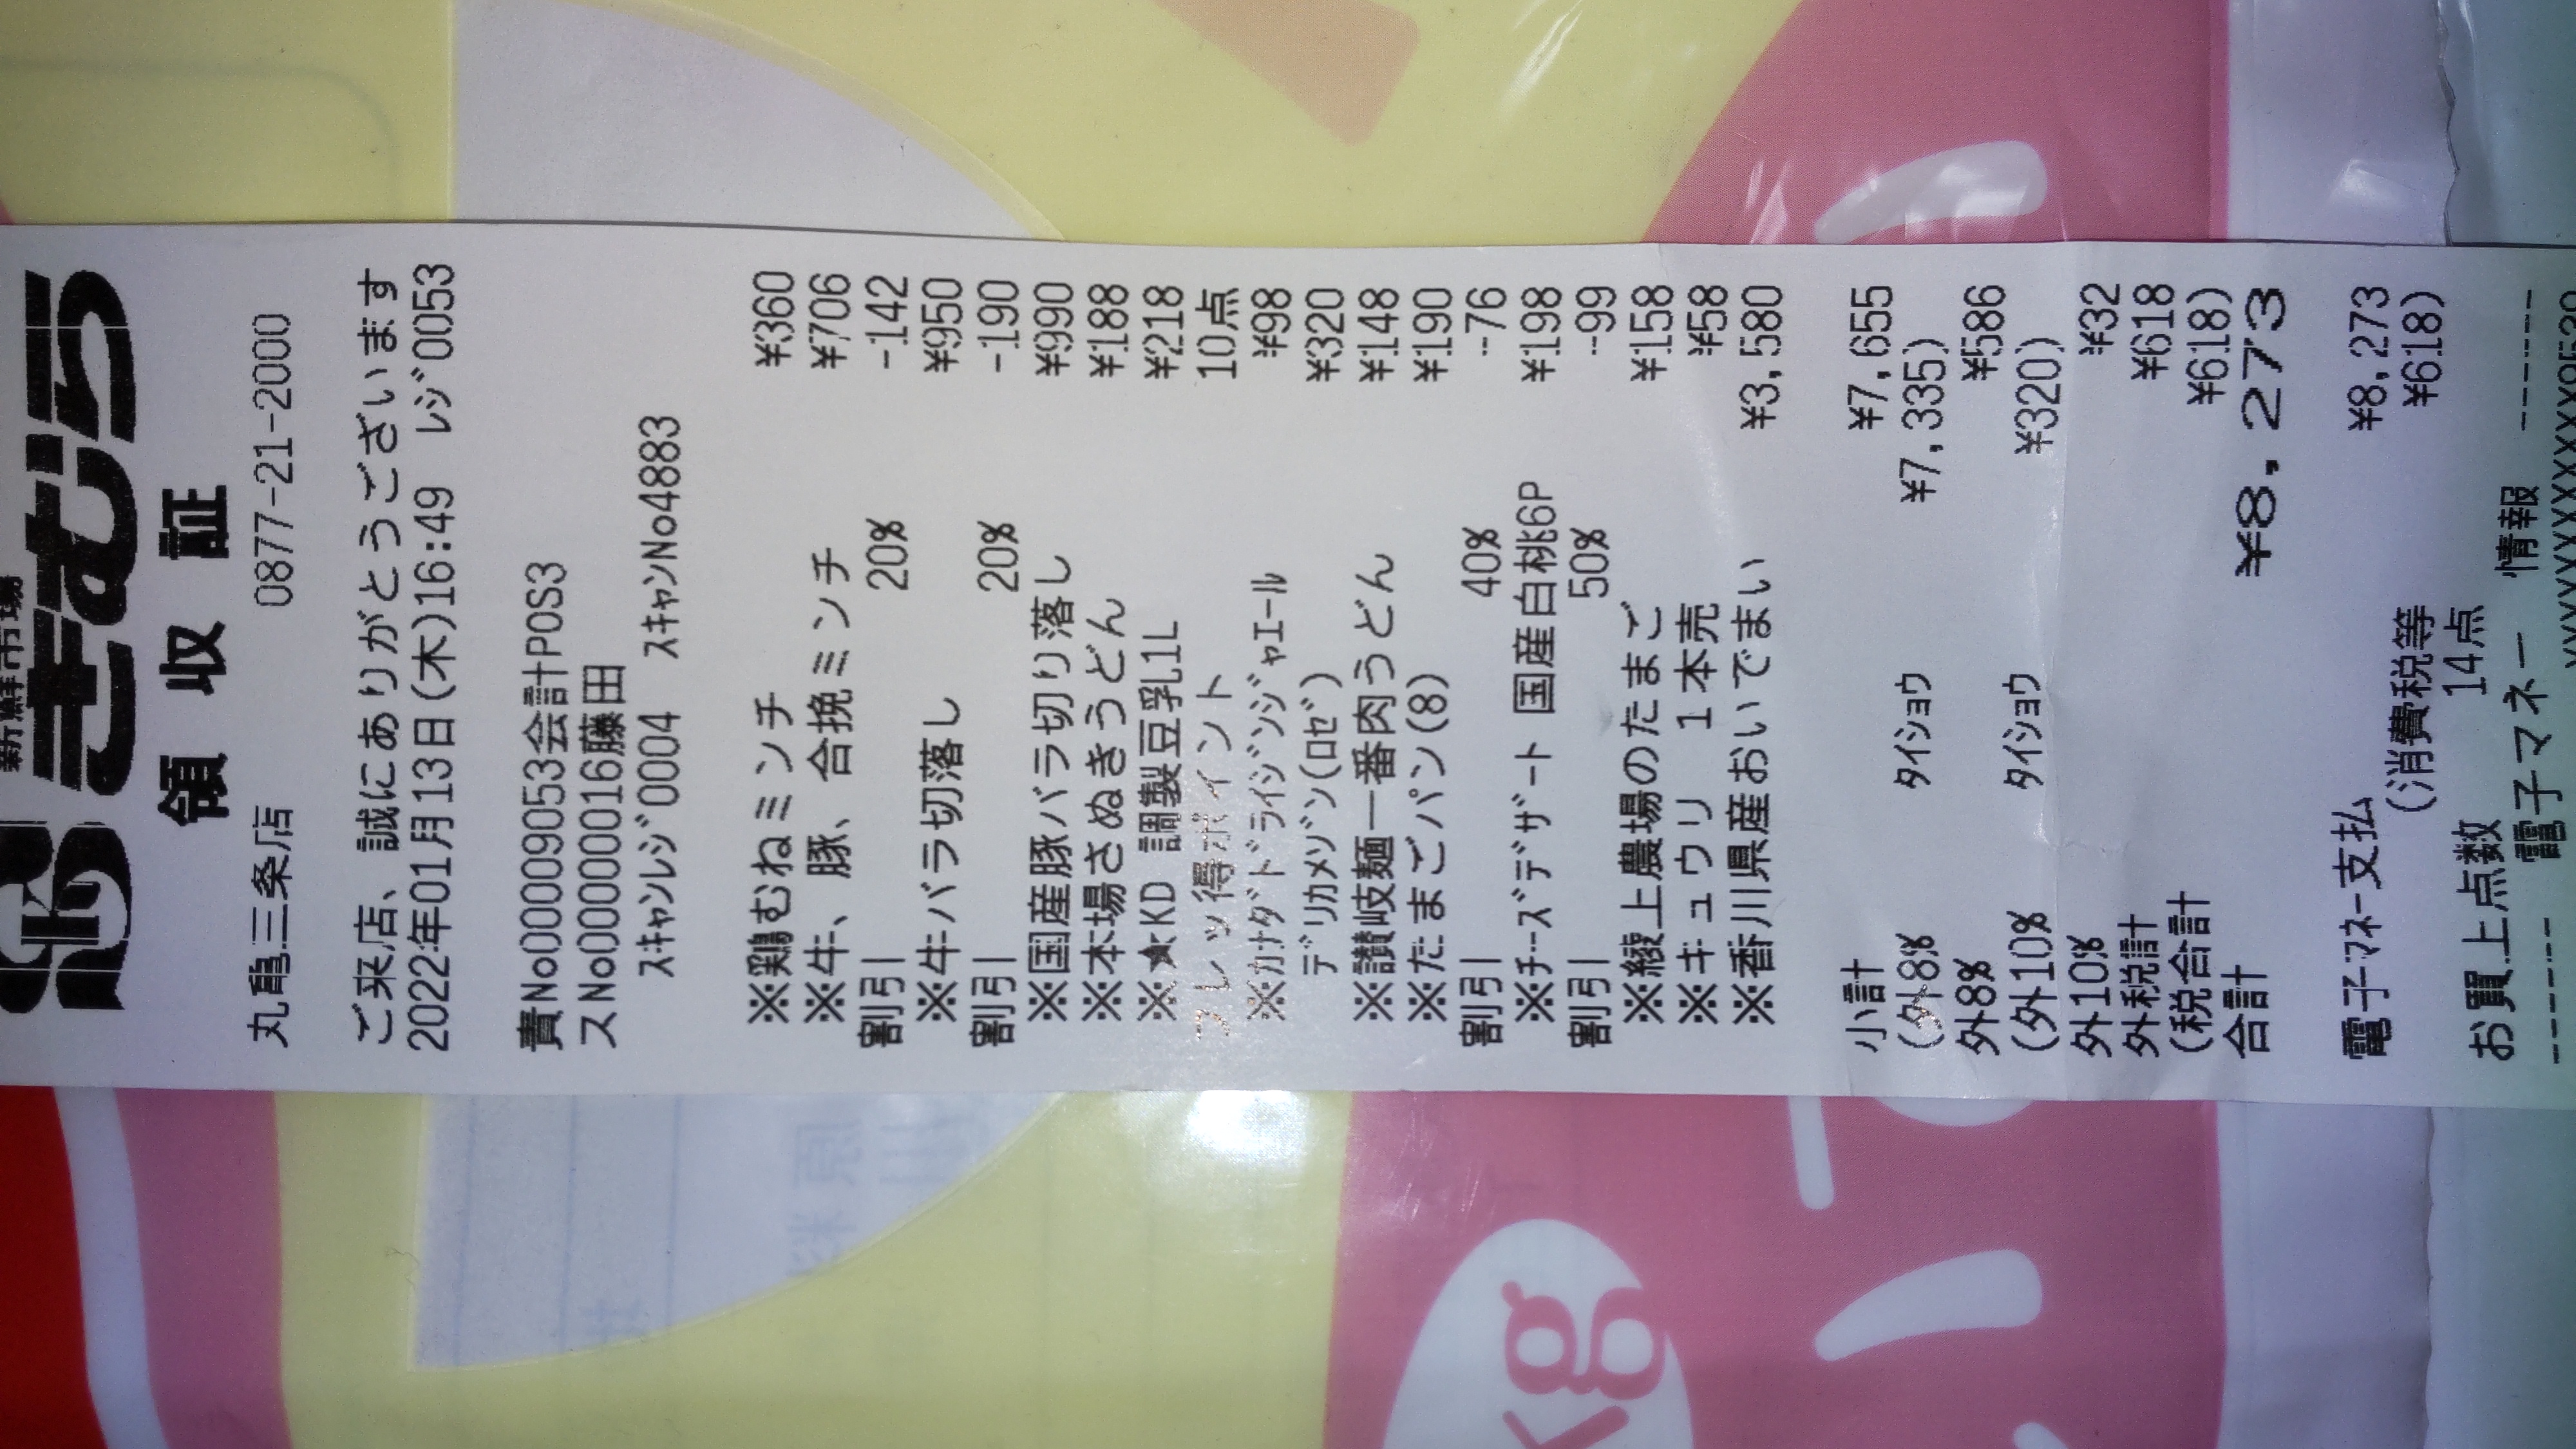 新鮮市場
きむら
領収証
丸亀三条店 0877-21-2000
ご来店、誠にありがとうございます
2022年01月13日(木)16:49 レジ0053
責No00009053会計POS3
スNo00000016藤田
スキャンレジ0004 スキャンNo4883
※鶏むねミンチ ¥360
※牛、豚、合挽ミンチ ¥706
割引 20% -142
※牛バラ切落し ¥950
割引 20% -190
※国産豚バラ切り落し ¥990
※本場さぬきうどん ¥188
※★KD 調製豆乳1L ¥218
フレッツ得ポイント 10点
※カナダドライジンジャエール ¥98
デリカメゾン(ロゼ) ¥320
※讃岐麺一番肉うどん ¥148
※たまごパン(8) ¥190
割引 40% -76
※チーズデザート 国産白桃6P ¥198
割引 50% -99
※綾上農場のたまご ¥158
※キュウリ 1本売 ¥58
※香川県産おいでまい ¥3,580
小計 ¥7,655
(外8% タイショウ ¥7,335)
外8% ¥586
(外10% タイショウ ¥320)
外10% ¥32
外税計 ¥618
(税合計 ¥618)
合計 ¥8,273
電子マネー支払 ¥8,273
(消費税等 ¥618)
お買上点数 14点
------ 電子マネー 情報 ------
kg